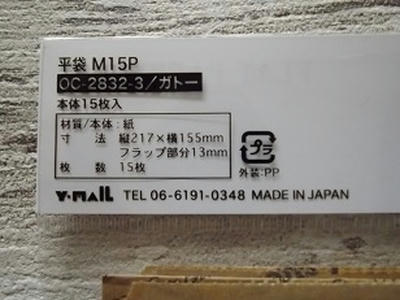 平袋 M15P
OC-2832-3/ガトー
本体15枚入
材質/本体:紙
寸　法　縦217×横155mm
フラップ部分13mm
枚　数　15枚
プラ
外装:PP
Y·MAIL TEL 06-6191-0348 MADE IN JAPAN